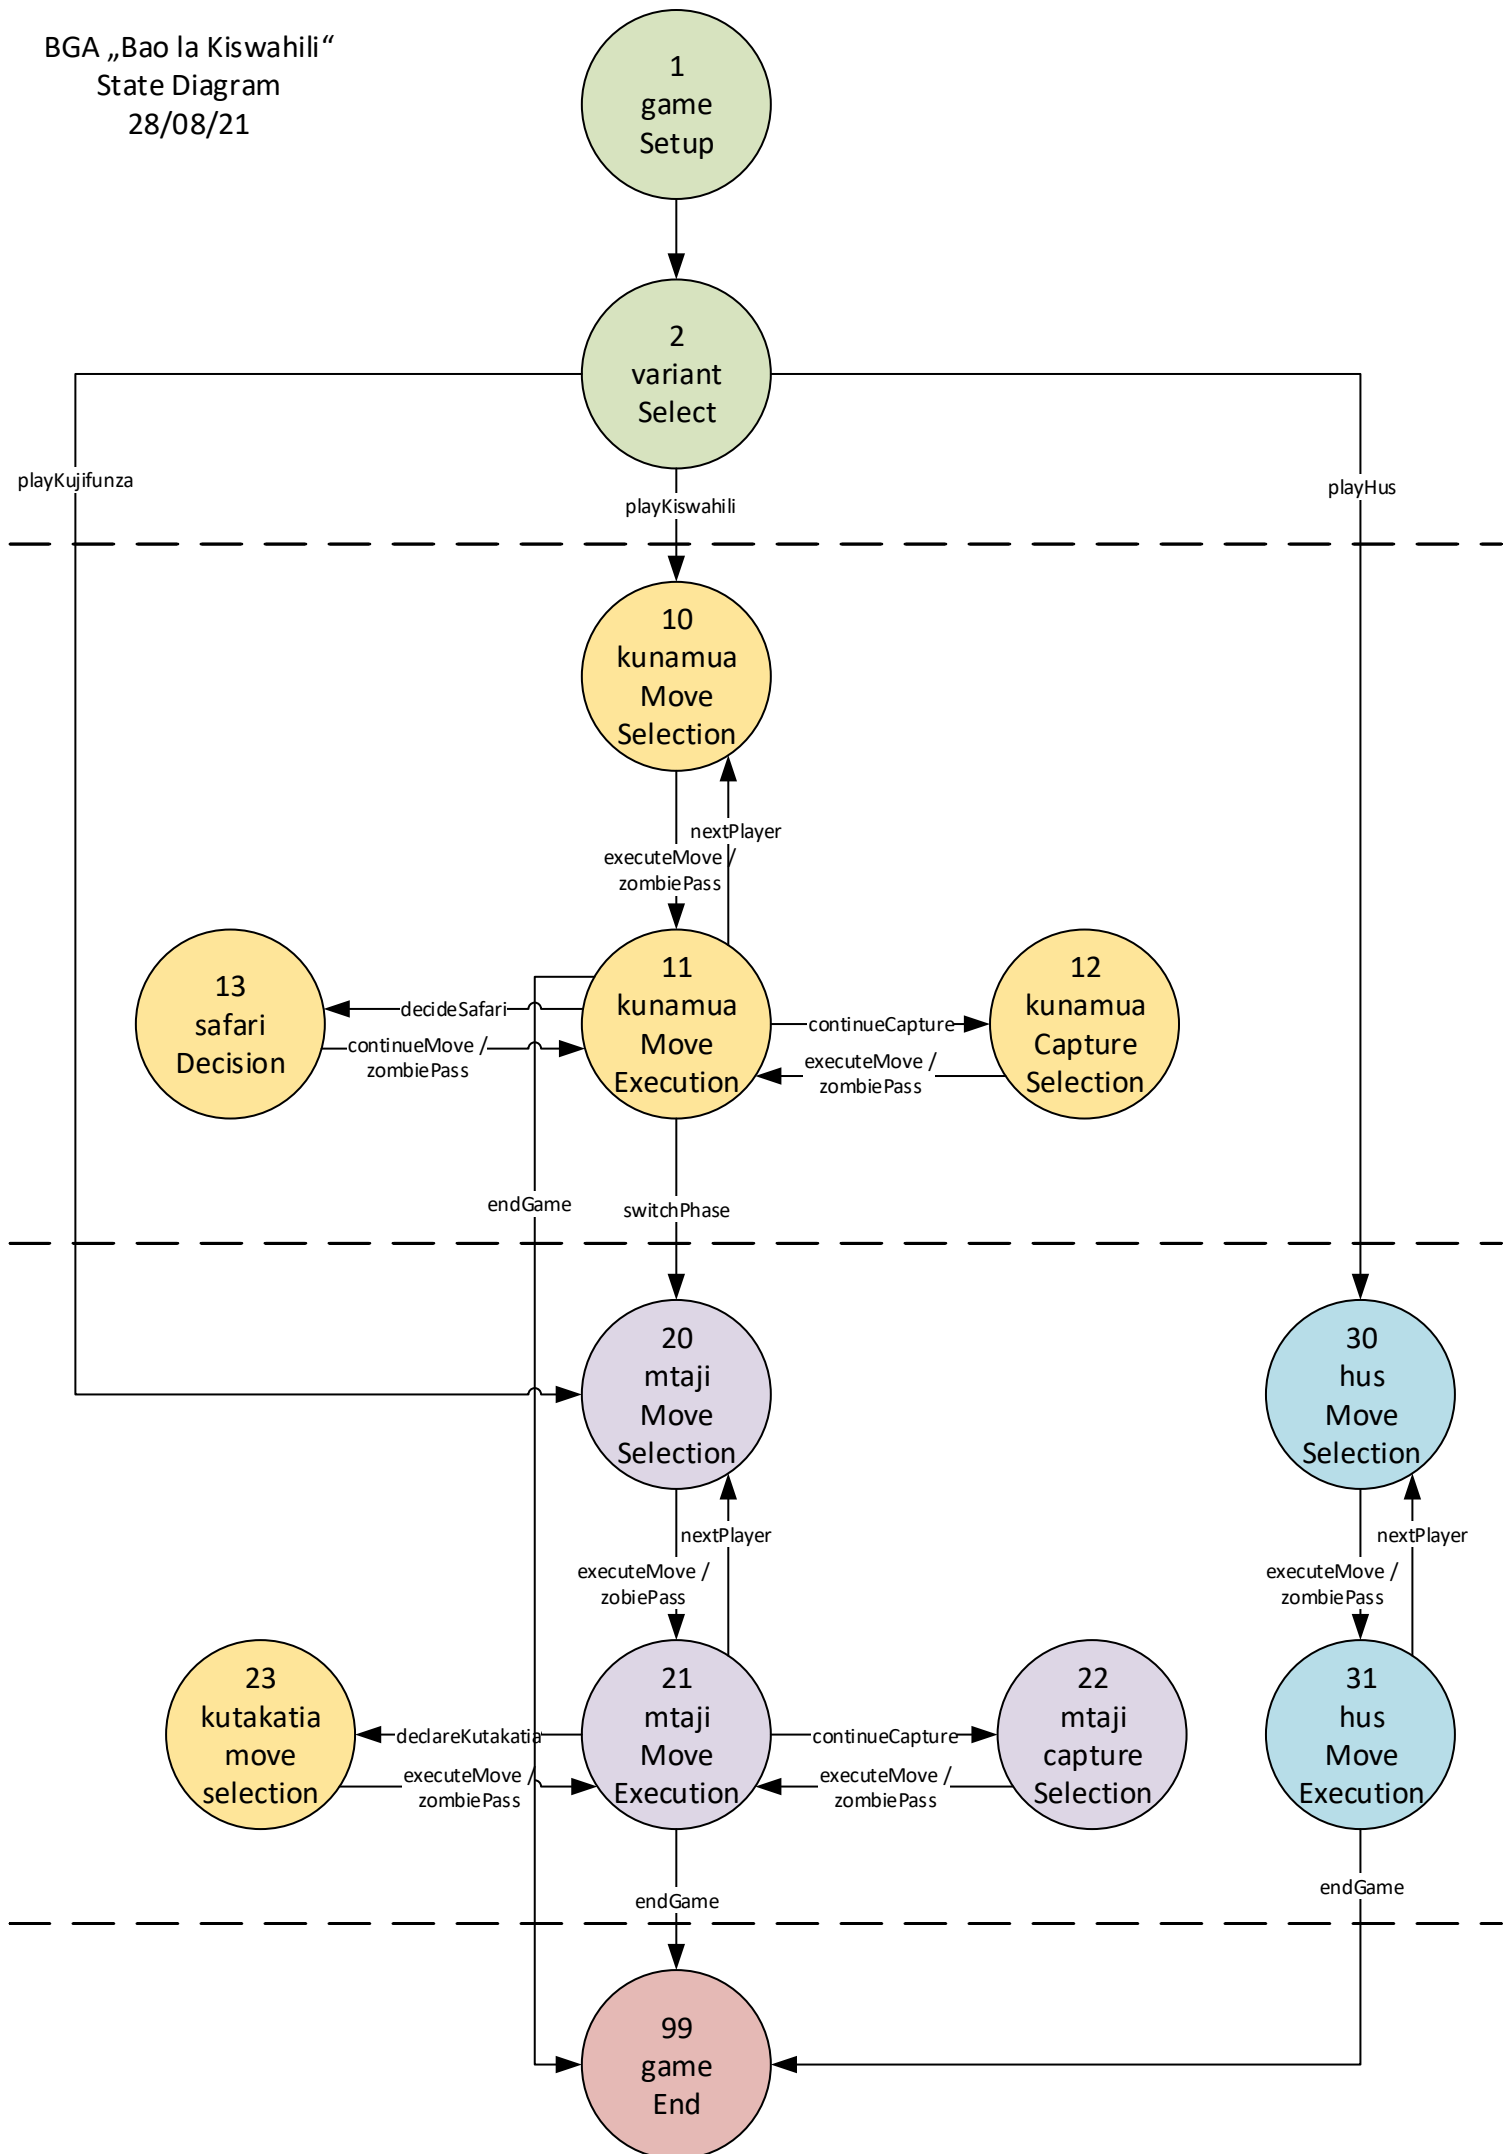 BGA „Bao la Kiswahili“
State Diagram
28/08/21
1
game
Setup
2
variant
Select
playKujifunza
playKiswahili
playHus
10
kunamua
Move
Selection
nextPlayer
executeMove /
zombiePass
13
safari
Decision
decideSafari
continueMove /
zombiePass
11
kunamua
Move
Execution
continueCapture
executeMove /
zombiePass
12
kunamua
Capture
Selection
endGame
switchPhase
20
mtaji
Move
Selection
30
hus
Move
Selection
nextPlayer
executeMove /
zobiePass
nextPlayer
executeMove /
zombiePass
23
kutakatia
move
selection
declareKutakatia
executeMove /
zombiePass
21
mtaji
Move
Execution
continueCapture
executeMove /
zombiePass
22
mtaji
capture
Selection
31
hus
Move
Execution
endGame
endGame
99
game
End